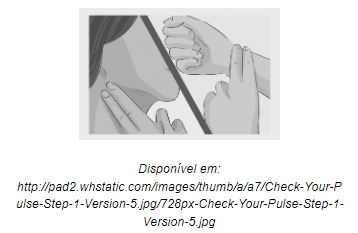 Disponível em:
http://pad2.whstatic.com/images/thumb/a/a7/Check-Your-P
ulse-Step-1-Version-5.jpg/728px-Check-Your-Pulse-Step-1-
Version-5.jpg